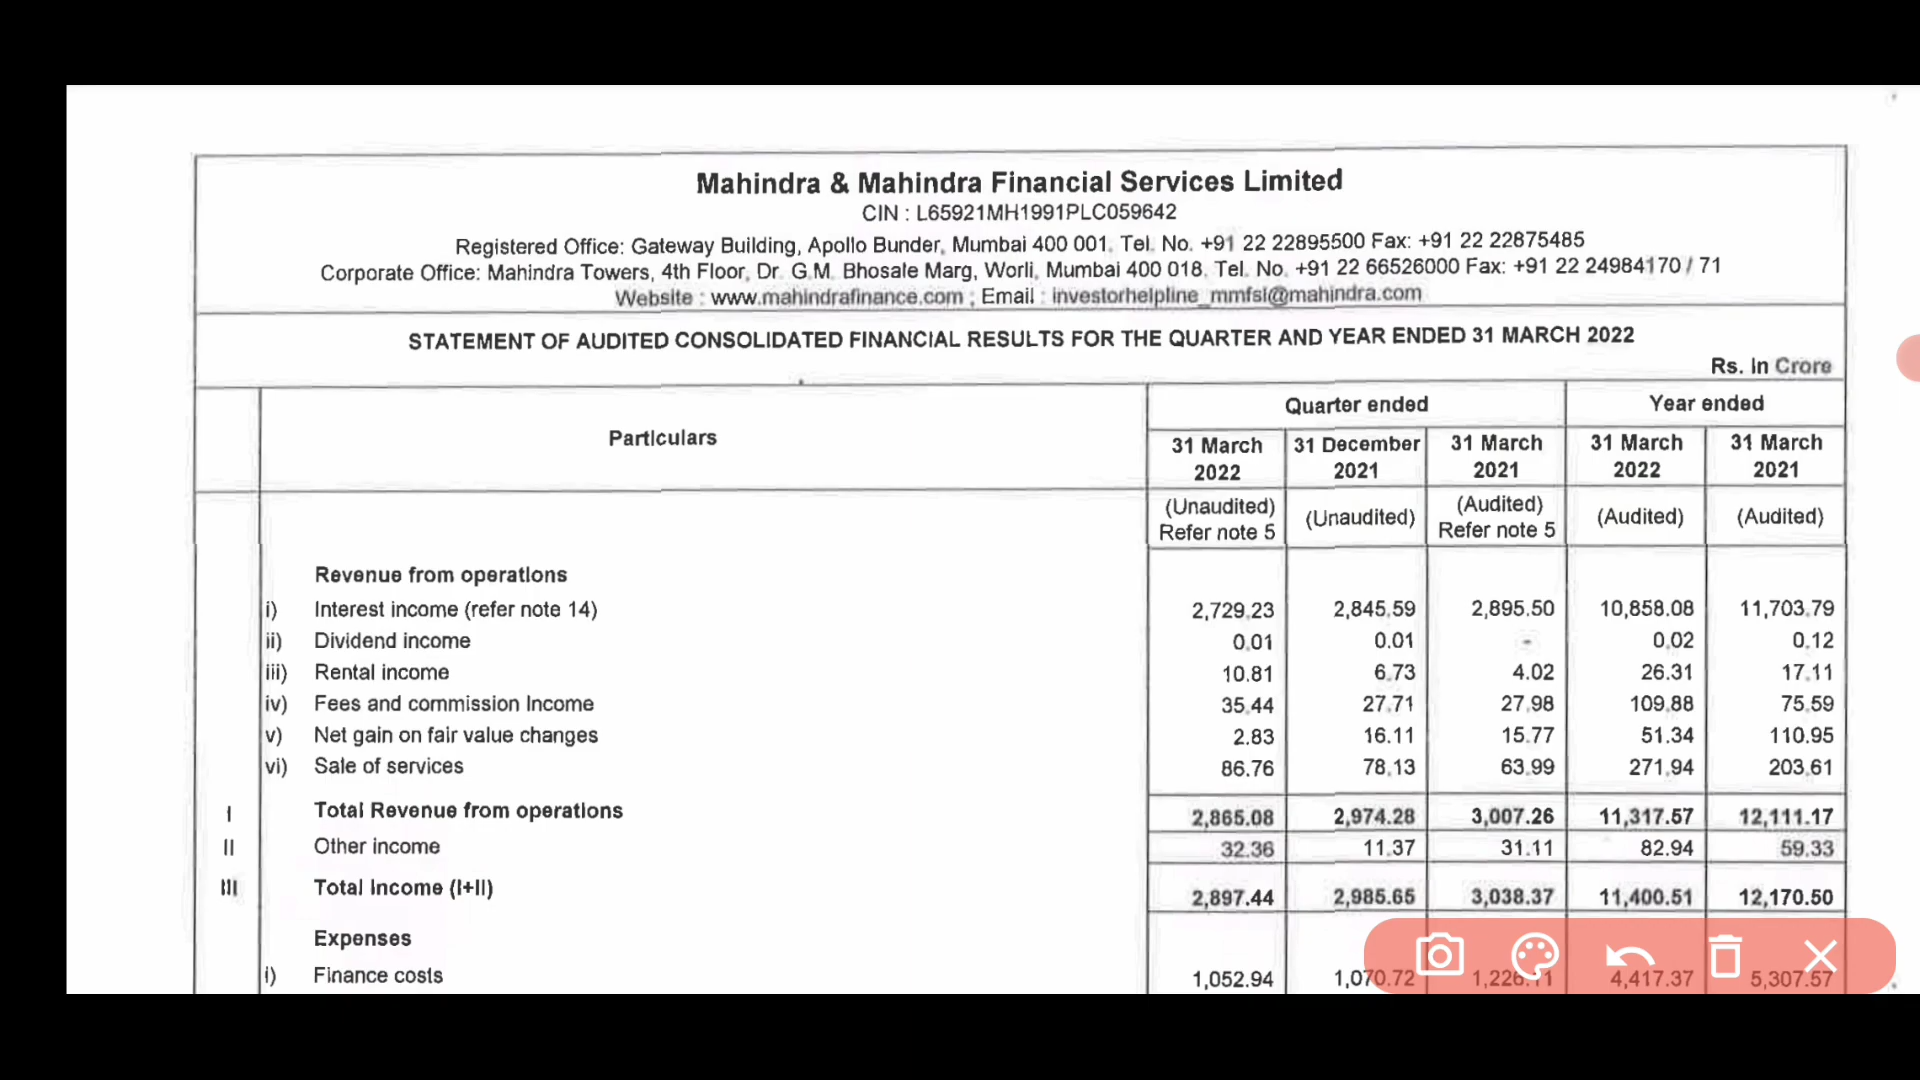 Mahindra & Mahindra Financial Services Limited
CIN : L65921MH1991PLC059642
Registered Office: Gateway Building, Apollo Bunder, Mumbai 400 001. Tel. No. +91 22 22895500 Fax: +91 22 22875485
Corporate Office: Mahindra Towers, 4th Floor, Dr. G.M. Bhosale Marg, Worli, Mumbai 400 018. Tel. No. +91 22 66526000 Fax: +91 22 24984170 / 71
Website : www.mahindrafinance.com ; Email : investorhelpline_mmfsl@mahindra.com
STATEMENT OF AUDITED CONSOLIDATED FINANCIAL RESULTS FOR THE QUARTER AND YEAR ENDED 31 MARCH 2022
Rs. in Crore
Particulars Quarter ended Year ended
31 March 2022 31 December 2021 31 March 2021 31 March 2022 31 March 2021
(Unaudited) Refer note 5 (Unaudited) (Audited) Refer note 5 (Audited) (Audited)
Revenue from operations
i) Interest income (refer note 14) 2,729.23 2,845.59 2,895.50 10,858.08 11,703.79
ii) Dividend income 0.01 0.01 - 0.02 0.12
iii) Rental income 10.81 6.73 4.02 26.31 17.11
iv) Fees and commission Income 35.44 27.71 27.98 109.88 75.59
v) Net gain on fair value changes 2.83 16.11 15.77 51.34 110.95
vi) Sale of services 86.76 78.13 63.99 271.94 203.61
I Total Revenue from operations 2,865.08 2,974.28 3,007.26 11,317.57 12,111.17
II Other income 32.36 11.37 31.11 82.94 59.33
III Total Income (I+II) 2,897.44 2,985.65 3,038.37 11,400.51 12,170.50
Expenses
i) Finance costs 1,052.94 1,070.72 1,226.11 4,417.37 5,307.57